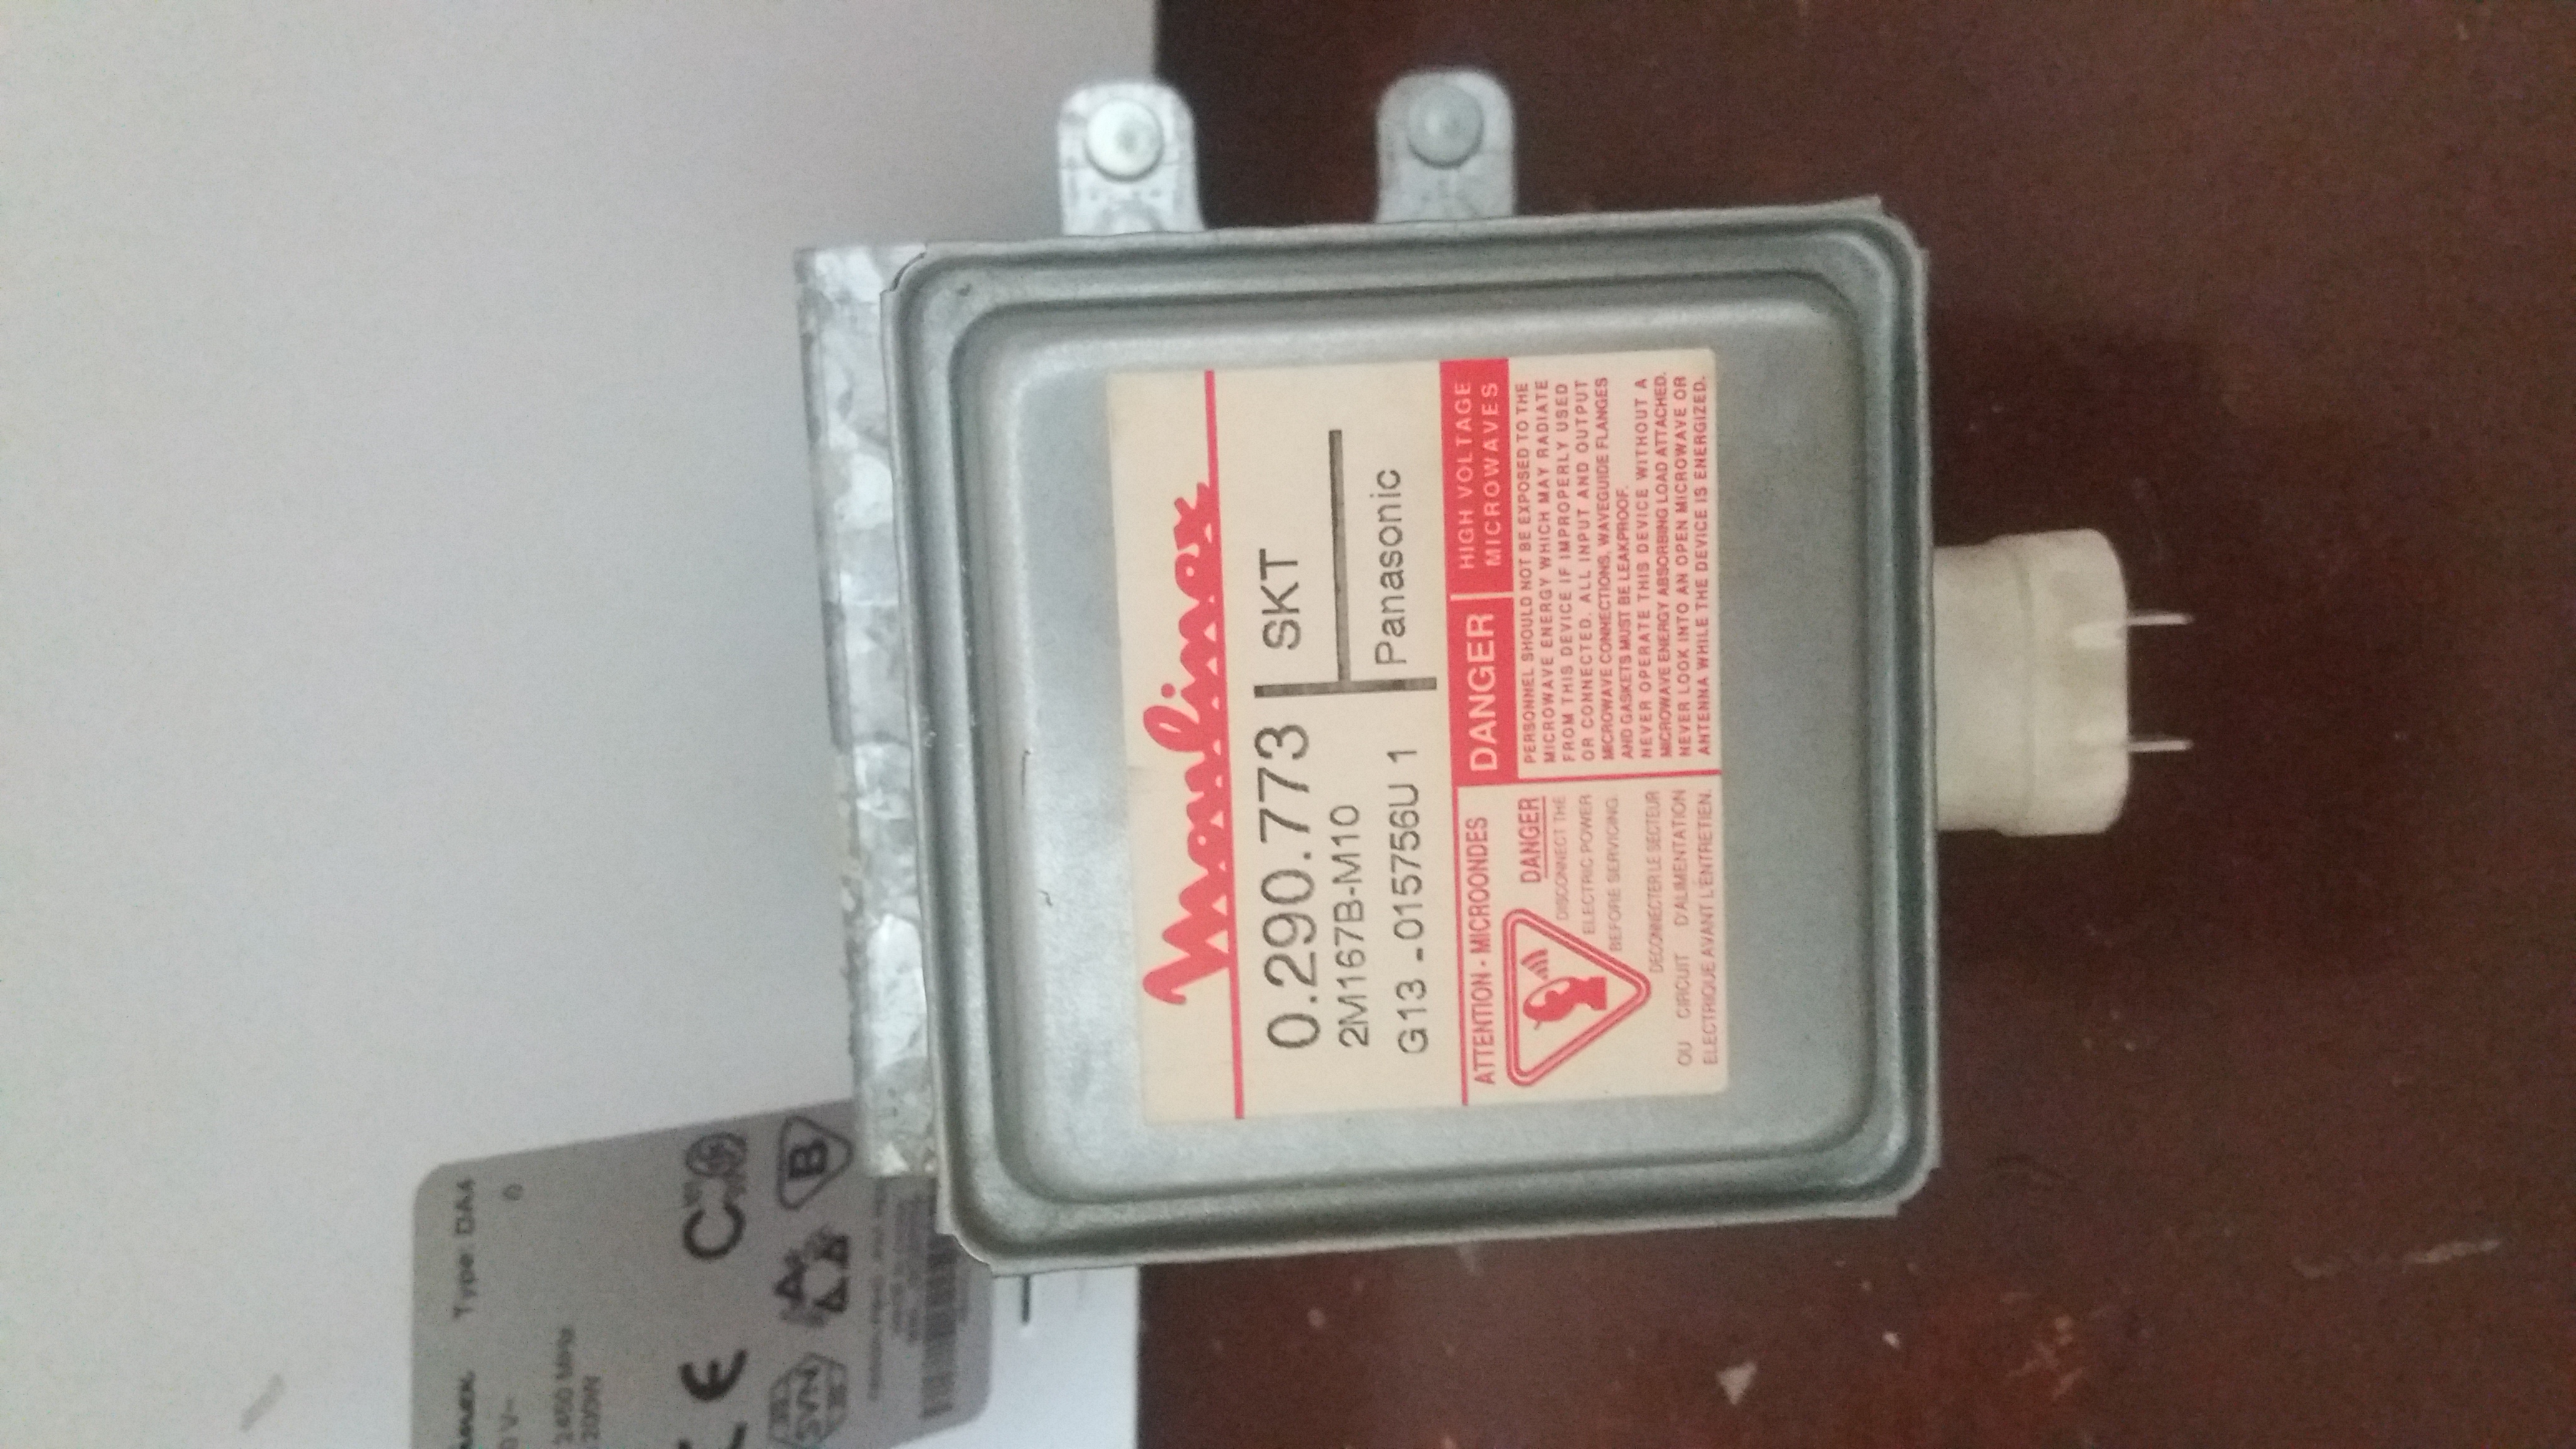 Moulinex
0.290.773
SKT
2M167B-M10
G13 -015756U 1
Panasonic
DANGER
HIGH VOLTAGE
MICROWAVES
ATTENTION - MICROONDES
DANGER
DISCONNECT THE
ELECTRIC POWER
BEFORE SERVICING.
DECONNECTER LE SECTEUR
OU CIRCUIT D'ALIMENTATION
ELECTRIQUE AVANT L'ENTRETIEN.
PERSONNEL SHOULD NOT BE EXPOSED TO THE
MICROWAVE ENERGY WHICH MAY RADIATE
FROM THIS DEVICE IF IMPROPERLY USED
OR CONNECTED. ALL INPUT AND OUTPUT
MICROWAVE CONNECTIONS, WAVEGUIDE FLANGES
AND GASKETS MUST BE LEAKPROOF.
NEVER OPERATE THIS DEVICE WITHOUT A
MICROWAVE ENERGY ABSORBING LOAD ATTACHED.
NEVER LOOK INTO AN OPEN MICROWAVE OR
ANTENNA WHILE THE DEVICE IS ENERGIZED.
Type: DA4
2450 MHz
CE
B